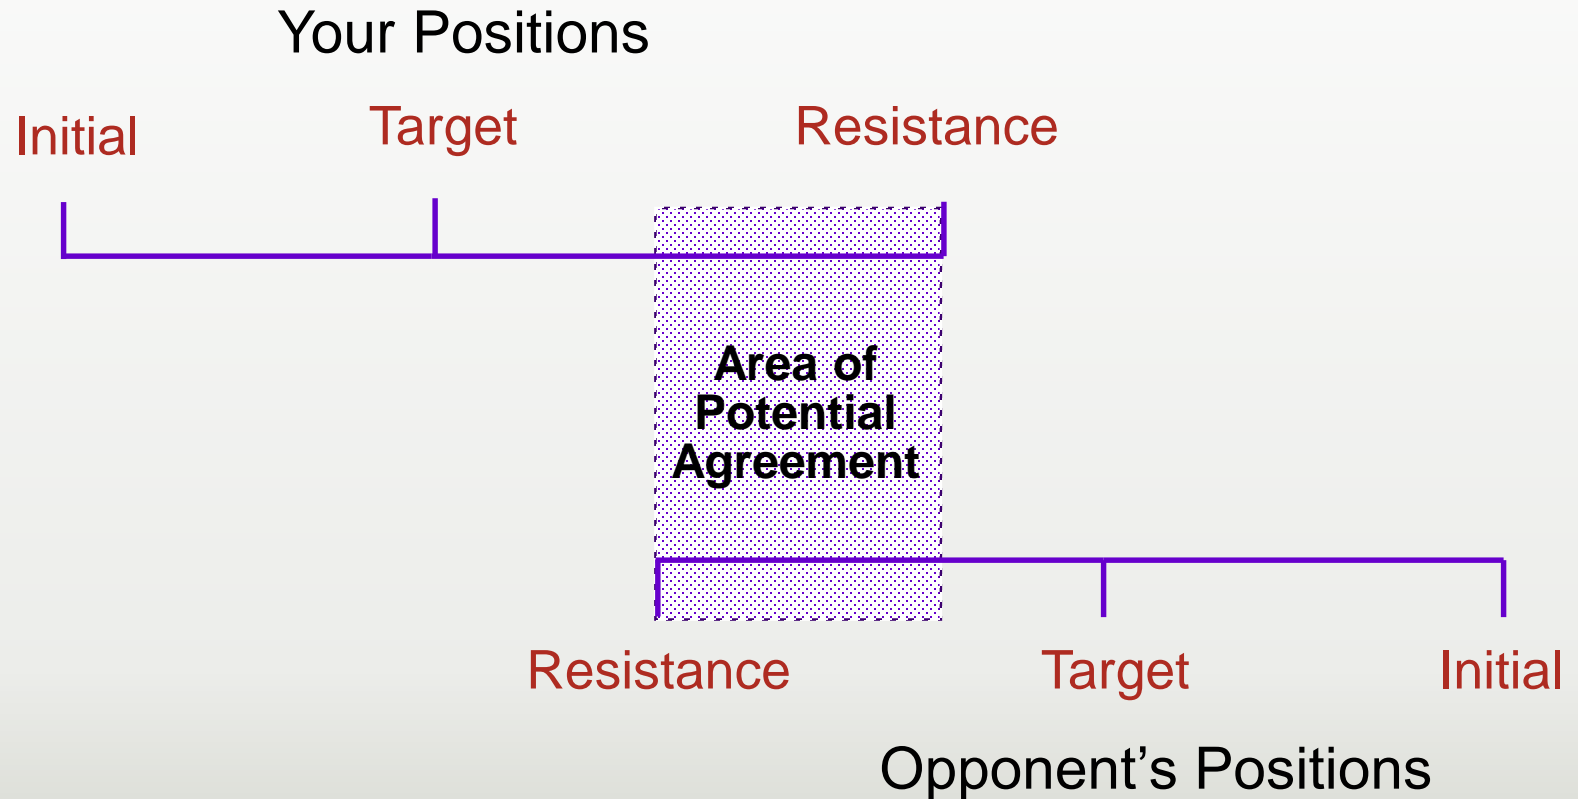 Your Positions
Initial Target Resistance
Area of
Potential
Agreement
Resistance Target Initial
Opponent’s Positions